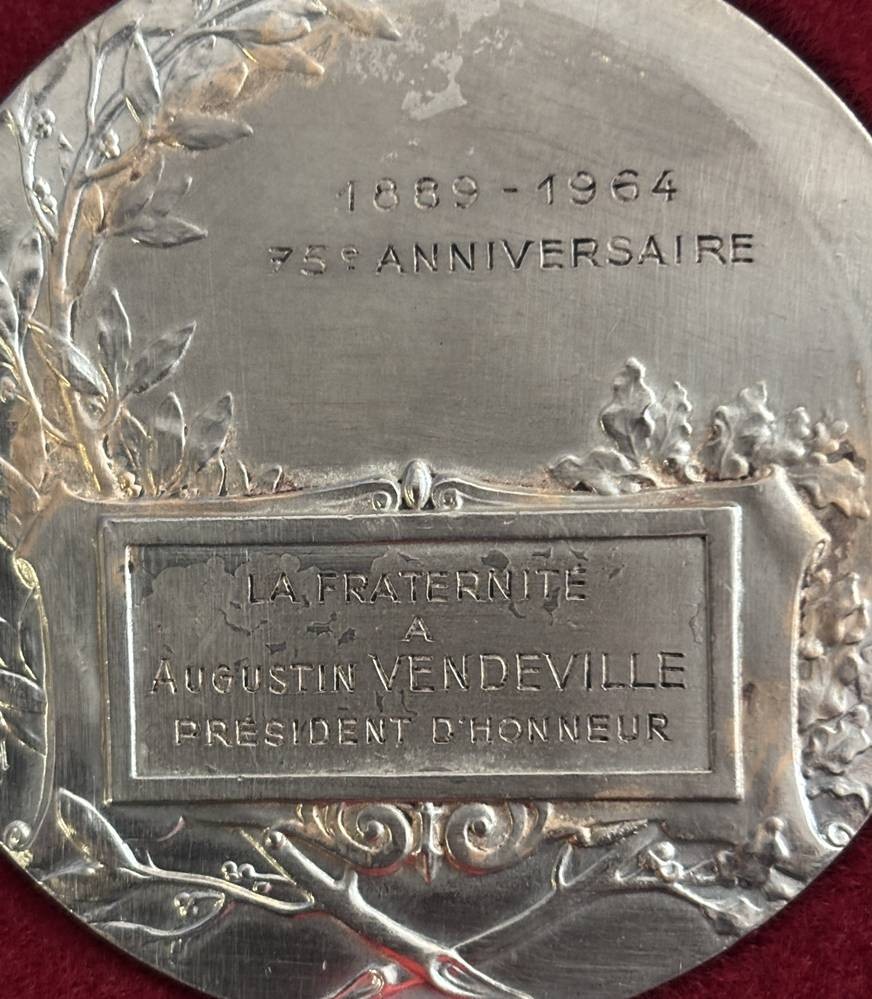 1889 - 1964
75e ANNIVERSAIRE
LA FRATERNITÉ
A
AUGUSTIN VENDEVILLE
PRÉSIDENT D'HONNEUR